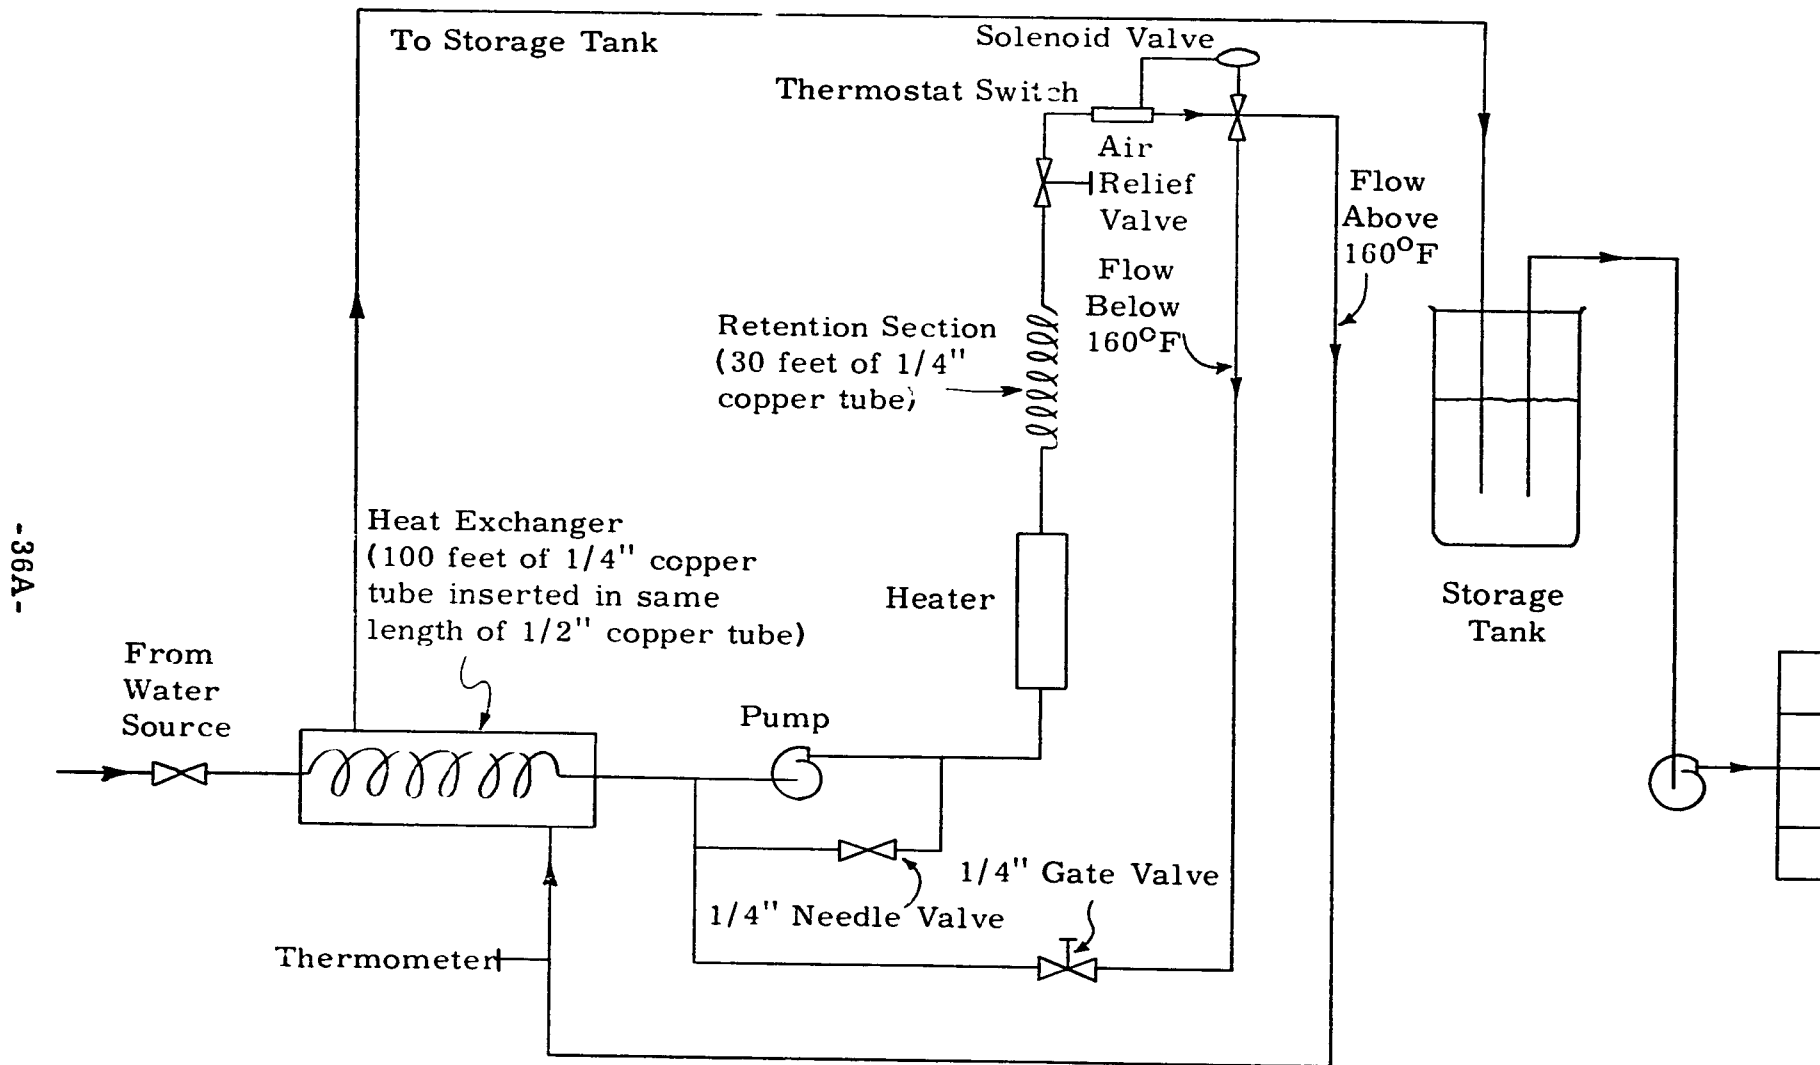 To Storage Tank
Solenoid Valve
Thermostat Switch
Air
Relief
Valve
Flow
Above
160°F
Flow
Below
160°F
Retention Section
(30 feet of 1/4"
copper tube)
Heat Exchanger
(100 feet of 1/4" copper
tube inserted in same
length of 1/2" copper tube)
Heater
Storage
Tank
From
Water
Source
Pump
1/4" Gate Valve
1/4" Needle Valve
Thermometer
-36A-